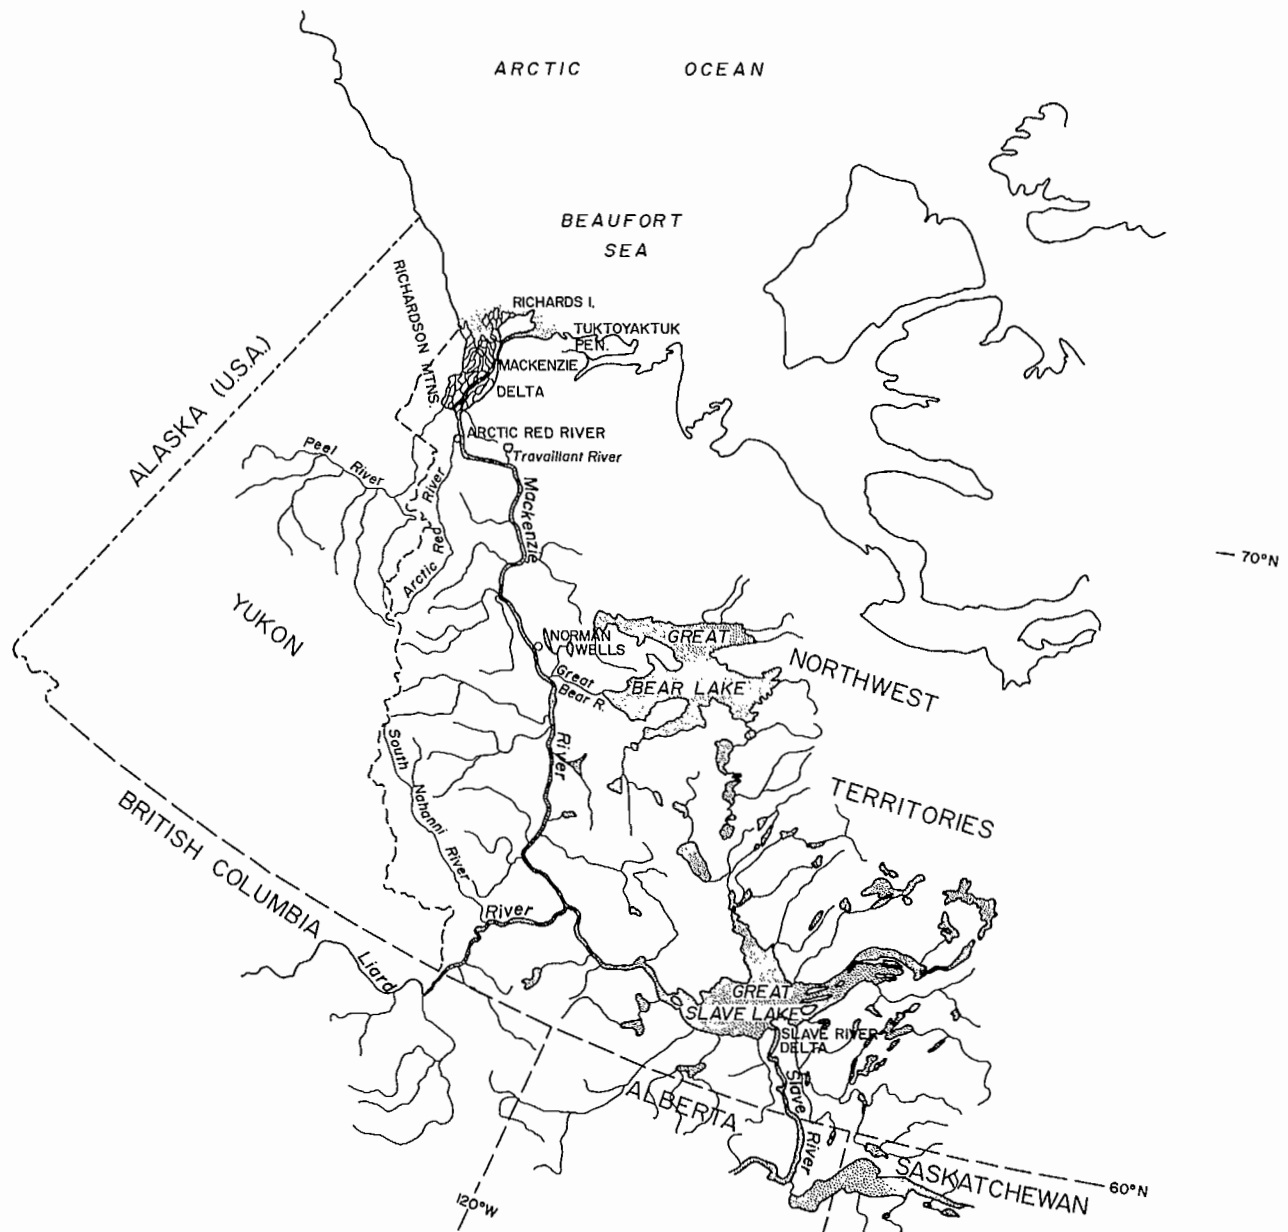 ARCTIC OCEAN
BEAUFORT
SEA
RICHARDSON MTNS.
RICHARDS I.
TUKTOYAKTUK
PEN.
MACKENZIE
DELTA
ALASKA (U.S.A.)
ARCTIC RED RIVER
Travaillant River
Peel River
Arctic Red River
Mackenzie River
70°N
YUKON
NORMAN
WELLS
GREAT
BEAR LAKE
Great
Bear R.
NORTHWEST
TERRITORIES
South Nahanni River
BRITISH COLUMBIA
Liard River
GREAT
SLAVE LAKE
SLAVE RIVER
DELTA
Slave River
ALBERTA
SASKATCHEWAN
60°N
120°W